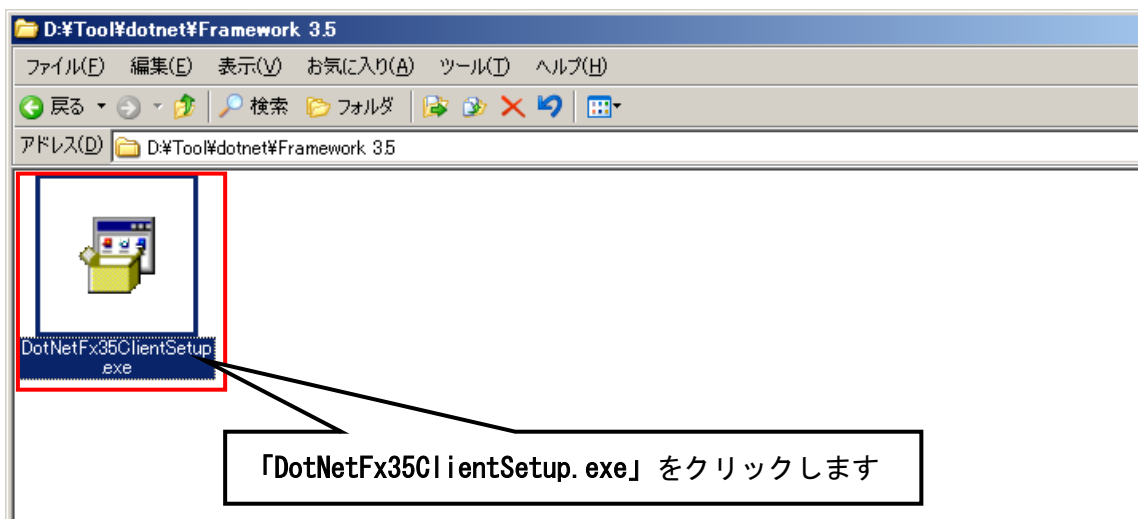 D:¥Tool¥dotnet¥Framework 3.5
ファイル(F) 編集(E) 表示(V) お気に入り(A) ツール(T) ヘルプ(H)
戻る 検索 フォルダ
アドレス(D) D:¥Tool¥dotnet¥Framework 3.5
DotNetFx35ClientSetup
.exe
「DotNetFx35ClientSetup.exe」をクリックします